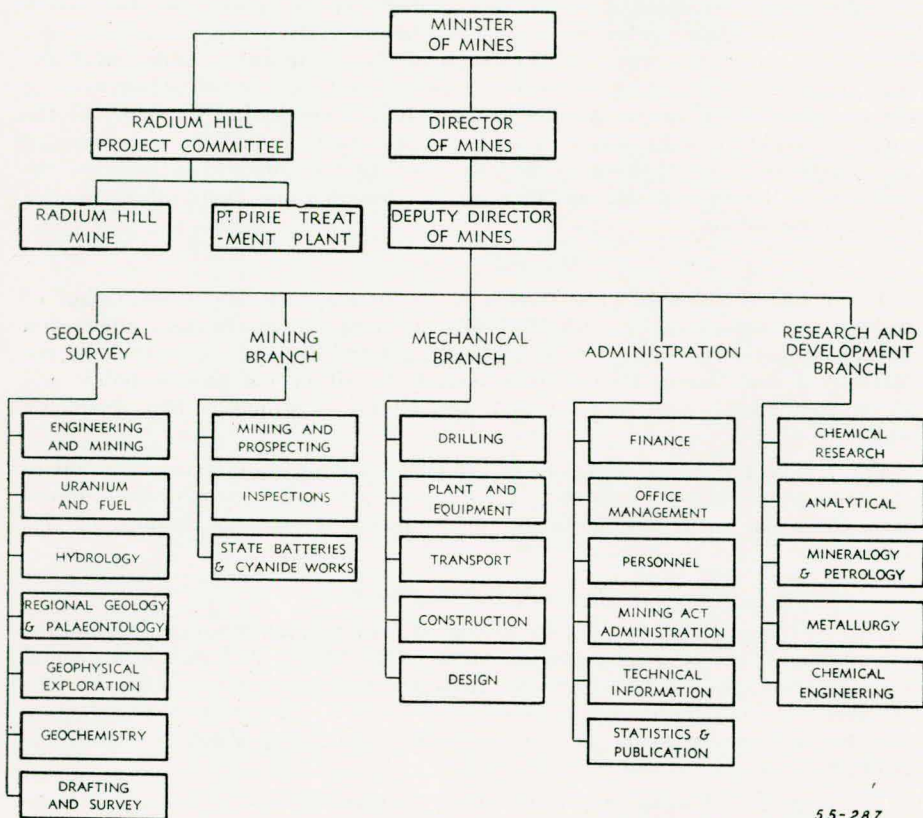 MINISTER
OF MINES
RADIUM HILL
PROJECT COMMITTEE
DIRECTOR
OF MINES
RADIUM HILL
MINE
PT PIRIE TREAT
-MENT PLANT
DEPUTY DIRECTOR
OF MINES
GEOLOGICAL
SURVEY
ENGINEERING
AND MINING
URANIUM
AND FUEL
HYDROLOGY
REGIONAL GEOLOGY
& PALAEONTOLOGY
GEOPHYSICAL
EXPLORATION
GEOCHEMISTRY
DRAFTING
AND SURVEY
MINING
BRANCH
MINING AND
PROSPECTING
INSPECTIONS
STATE BATTERIES
& CYANIDE WORKS
MECHANICAL
BRANCH
DRILLING
PLANT AND
EQUIPMENT
TRANSPORT
CONSTRUCTION
DESIGN
ADMINISTRATION
FINANCE
OFFICE
MANAGEMENT
PERSONNEL
MINING ACT
ADMINISTRATION
TECHNICAL
INFORMATION
STATISTICS &
PUBLICATION
RESEARCH AND
DEVELOPMENT
BRANCH
CHEMICAL
RESEARCH
ANALYTICAL
MINERALOGY
& PETROLOGY
METALLURGY
CHEMICAL
ENGINEERING
55-287